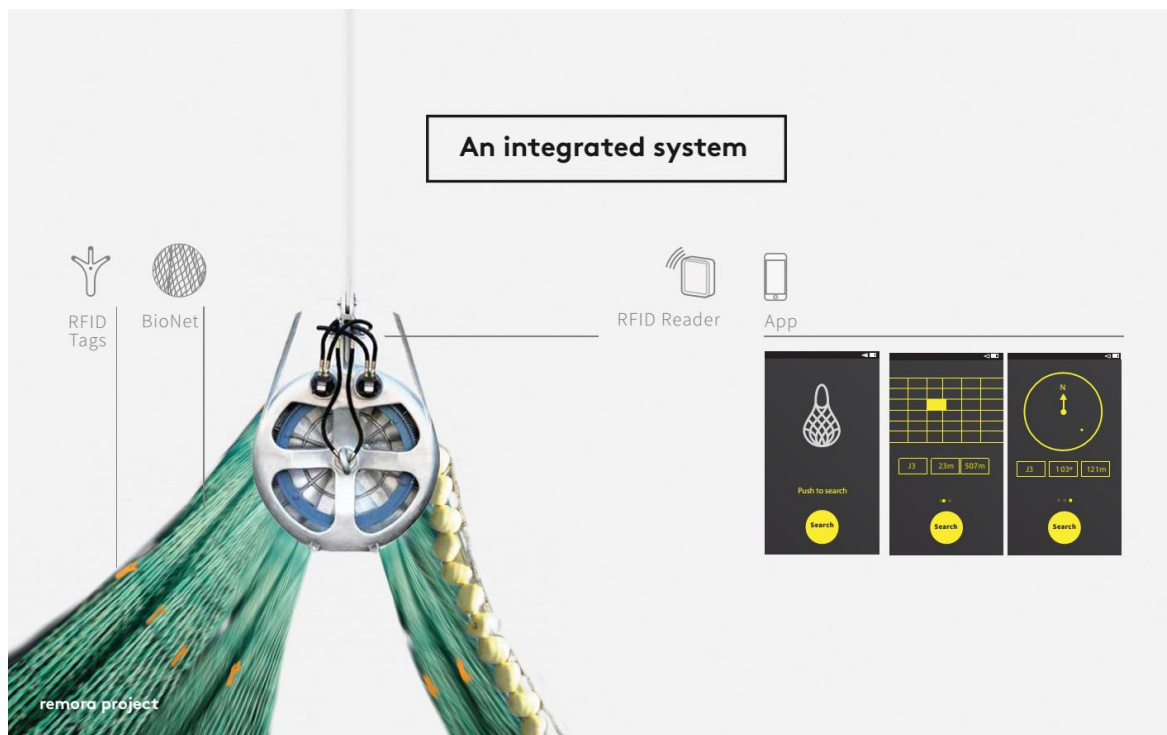 An integrated system
RFID
Tags
BioNet
RFID Reader
App
Push to search
Search
J3
23m
507m
Search
N
J3
103º
121m
Search
remora project